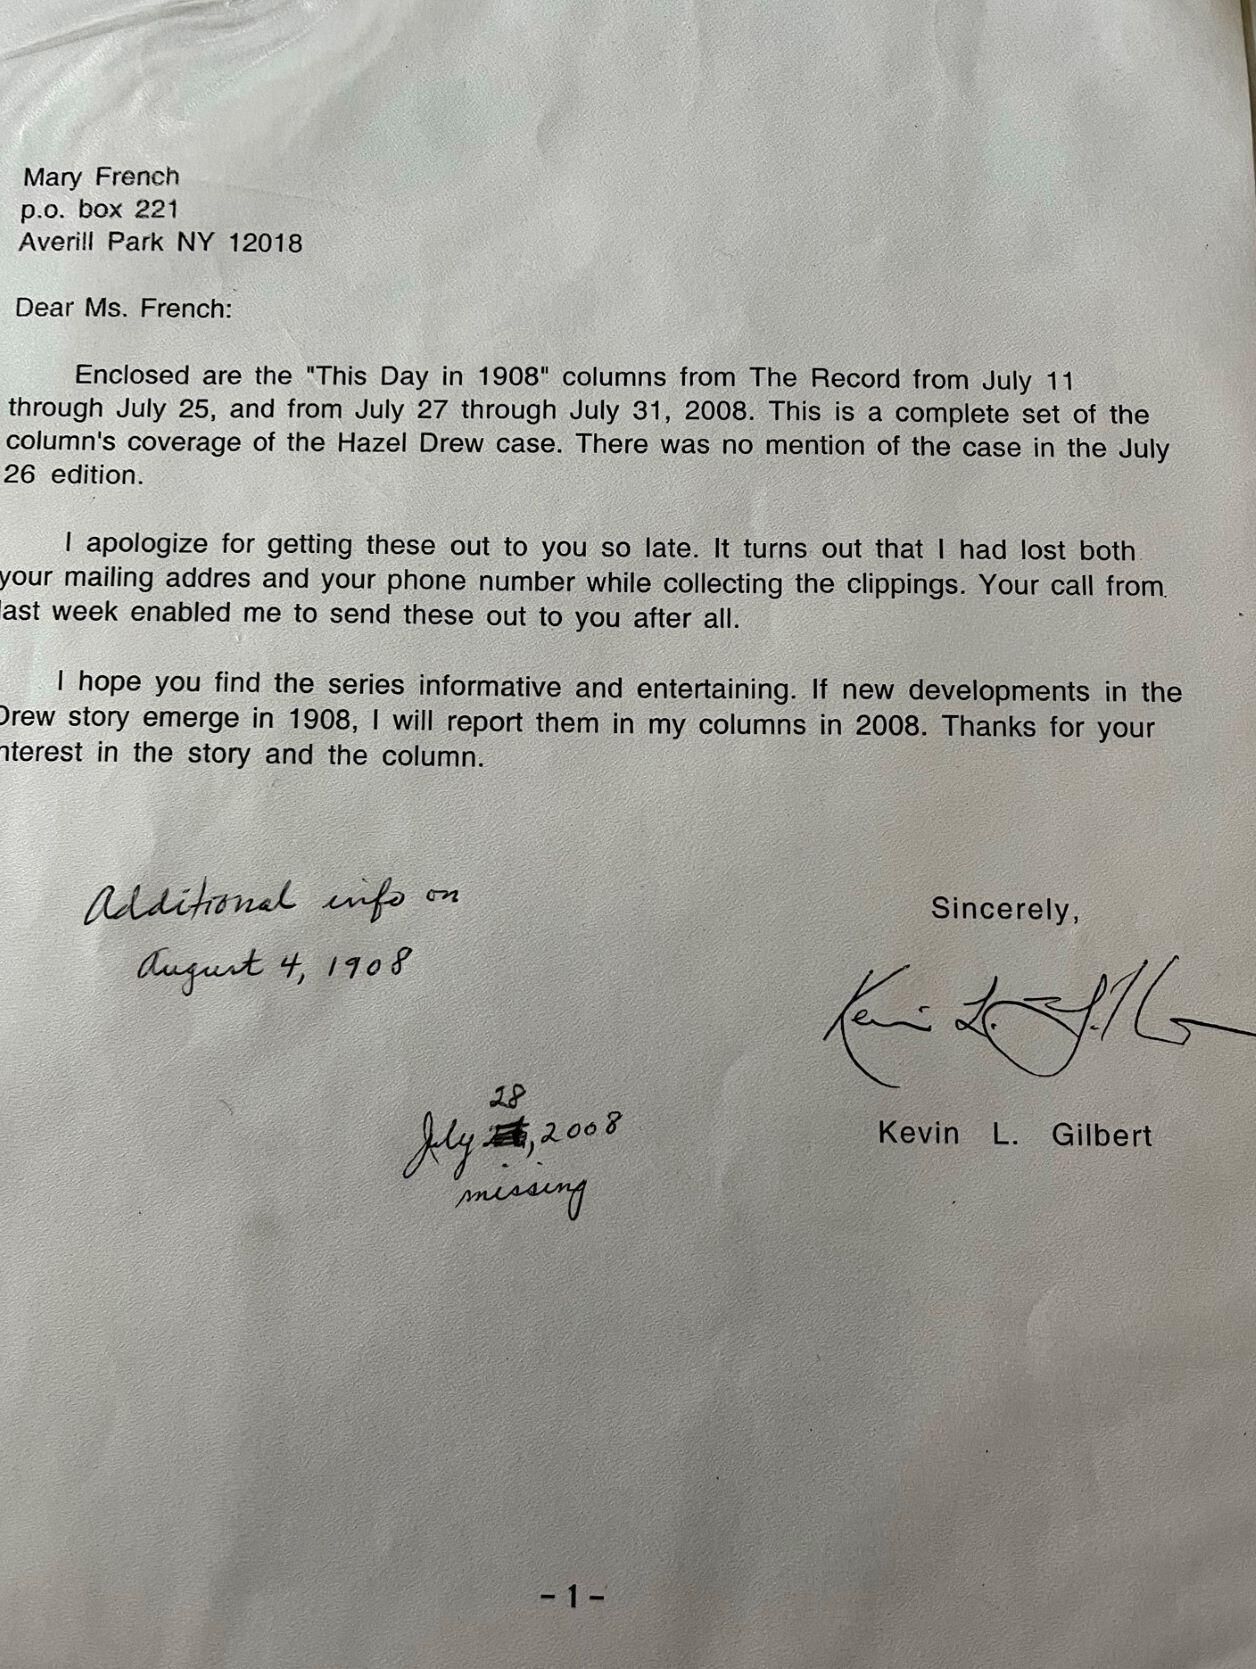 Mary French
p.o. box 221
Averill Park NY 12018
Dear Ms. French:
Enclosed are the "This Day in 1908" columns from The Record from July 11
through July 25, and from July 27 through July 31, 2008. This is a complete set of the
column's coverage of the Hazel Drew case. There was no mention of the case in the July
26 edition.
I apologize for getting these out to you so late. It turns out that I had lost both
your mailing addres and your phone number while collecting the clippings. Your call from
last week enabled me to send these out to you after all.
I hope you find the series informative and entertaining. If new developments in the
Drew story emerge in 1908, I will report them in my columns in 2008. Thanks for your
nterest in the story and the column.
Additional info on
August 4, 1908
Sincerely,
Kevin L. Gilbert
Kevin L. Gilbert
28
July , 2008
missing
- 1 -